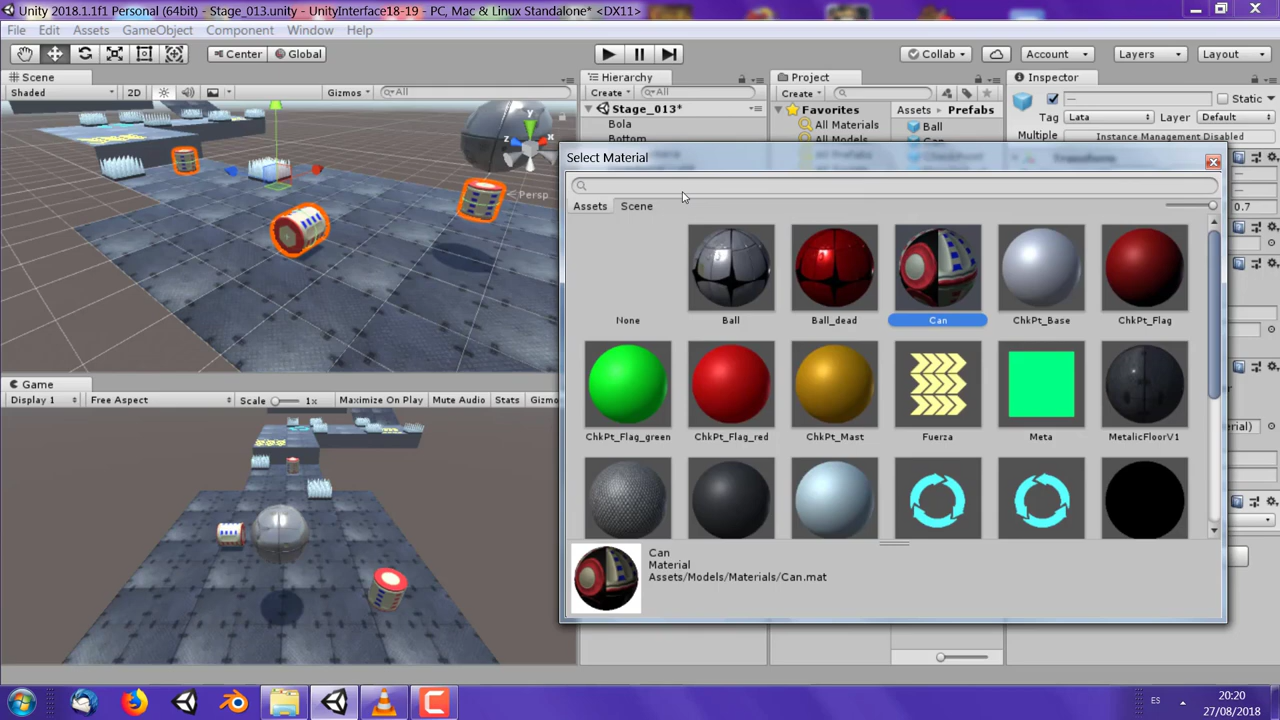 Unity 2018.1.1f1 Personal (64bit) - Stage_013.unity - UnityInterface18-19 - PC, Mac & Linux Standalone* <DX11>
File Edit Assets GameObject Component Window Help
Center Global Collab Account Layers Layout
Scene
Shaded 2D Gizmos All
Hierarchy
Create All
Stage_013*
Bola
Bottom
Project
Create
Favorites
All Materials
All Models
Assets Prefabs
Ball
Inspector
— Static
Tag Lata Layer Default
Multiple Instance Management Disabled
Transform
0.7
Persp
y
x
z
Select Material
Assets Scene
None Ball Ball_dead Can ChkPt_Base ChkPt_Flag
ChkPt_Flag_green ChkPt_Flag_red ChkPt_Mast Fuerza Meta MetalicFloorV1
Can
Material
Assets/Models/Materials/Can.mat
Game
Display 1 Free Aspect Scale 1x Maximize On Play Mute Audio Stats Gizmo
ES
20:20
27/08/2018